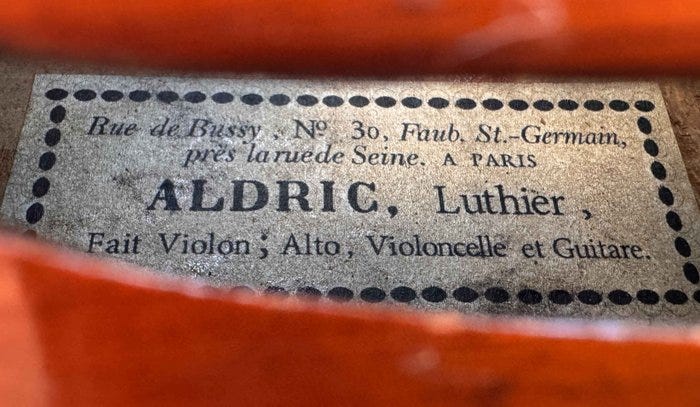 Rue de Bussy. Nº 30, Faub. St.-Germain,
près la rue de Seine. A PARIS
ALDRIC, Luthier,
Fait Violon; Alto, Violoncelle et Guitare.